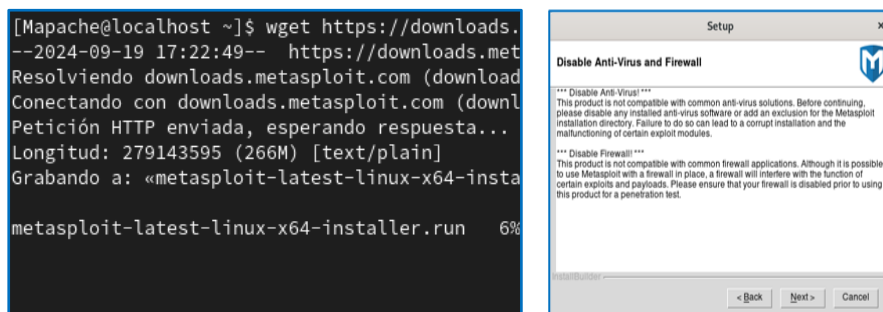 [Mapache@localhost ~]$ wget https://downloads.
--2024-09-19 17:22:49-- https://downloads.met
Resolviendo downloads.metasploit.com (download
Conectando con downloads.metasploit.com (downl
Petición HTTP enviada, esperando respuesta...
Longitud: 279143595 (266M) [text/plain]
Grabando a: «metasploit-latest-linux-x64-insta
metasploit-latest-linux-x64-installer.run 6%
Setup
Disable Anti-Virus and Firewall
*** Disable Anti-Virus! ***
This product is not compatible with common anti-virus solutions. Before continuing,
please disable any installed anti-virus software or add an exclusion for the Metasploit
installation directory. Failure to do so can lead to a corrupt installation and the
malfunctioning of certain exploit modules.
*** Disable Firewall! ***
This product is not compatible with common firewall applications. Although it is possible
to use Metasploit with a firewall in place, a firewall will interfere with the function of
certain exploits and payloads. Please ensure that your firewall is disabled prior to using
this product for a penetration test.
InstallBuilder
< Back Next > Cancel